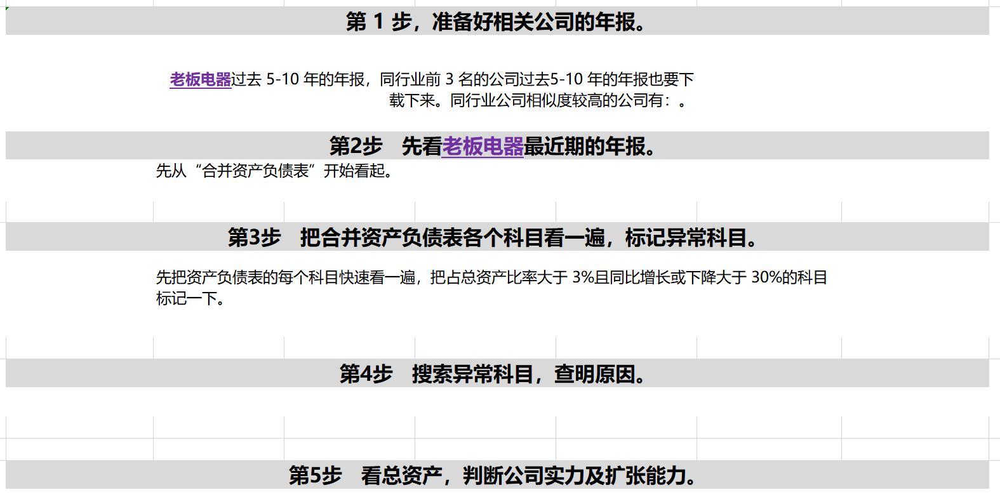 第 1 步，准备好相关公司的年报。
老板电器过去 5-10 年的年报，同行业前 3 名的公司过去5-10 年的年报也要下
载下来。同行业公司相似度较高的公司有：。
第2步　先看老板电器最近期的年报。
先从“合并资产负债表”开始看起。
第3步　把合并资产负债表各个科目看一遍，标记异常科目。
先把资产负债表的每个科目快速看一遍，把占总资产比率大于 3%且同比增长或下降大于 30%的科目
标记一下。
第4步　搜索异常科目，查明原因。
第5步　看总资产，判断公司实力及扩张能力。